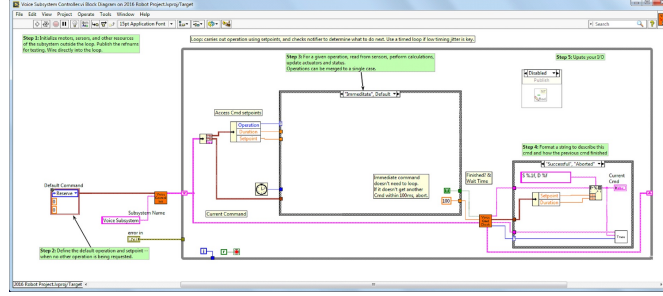 Voice Subsystem Controller.vi Block Diagram on 2016 Robot Project.lvproj/Target
File Edit View Project Operate Tools Window Help
15pt Application Font
Search
Step 1: Initialize motors, sensors, and other resources
of the subsystem outside the loop. Publish the refnums
for testing. Wire directly into the loop.
Loops carries out operation using setpoints, and checks notifier to determine what to do next. Use a timed loop if low timing jitter is key.
Step 3: For a given operation, read from sensors, perform calculations,
update actuators and status.
Operations can be merged to a single case.
Step 5: Upate your I/O
Disabled
Publish
"Immeditate", Default
Access Cmd setpoints
Operation
Duration
Setpoint
Step 4: Format a string to describe this
cmd and how the previous cmd finished
"Successful", "Aborted"
Default Command
Reserve
0
0
Immediate command
doesn't need to loop.
If it doesn't get another
Cmd within 100ms, abort.
Finished? &
Wait Time
100
S %.1f, D %f
Current
Cmd
Setpoint
Duration
Current Command
Subsystem Name
Voice Subsystem
error in
Step 2: Define the default operation and setpoint --
when no other operation is being requested.
i
2016 Robot Project.lvproj/Target